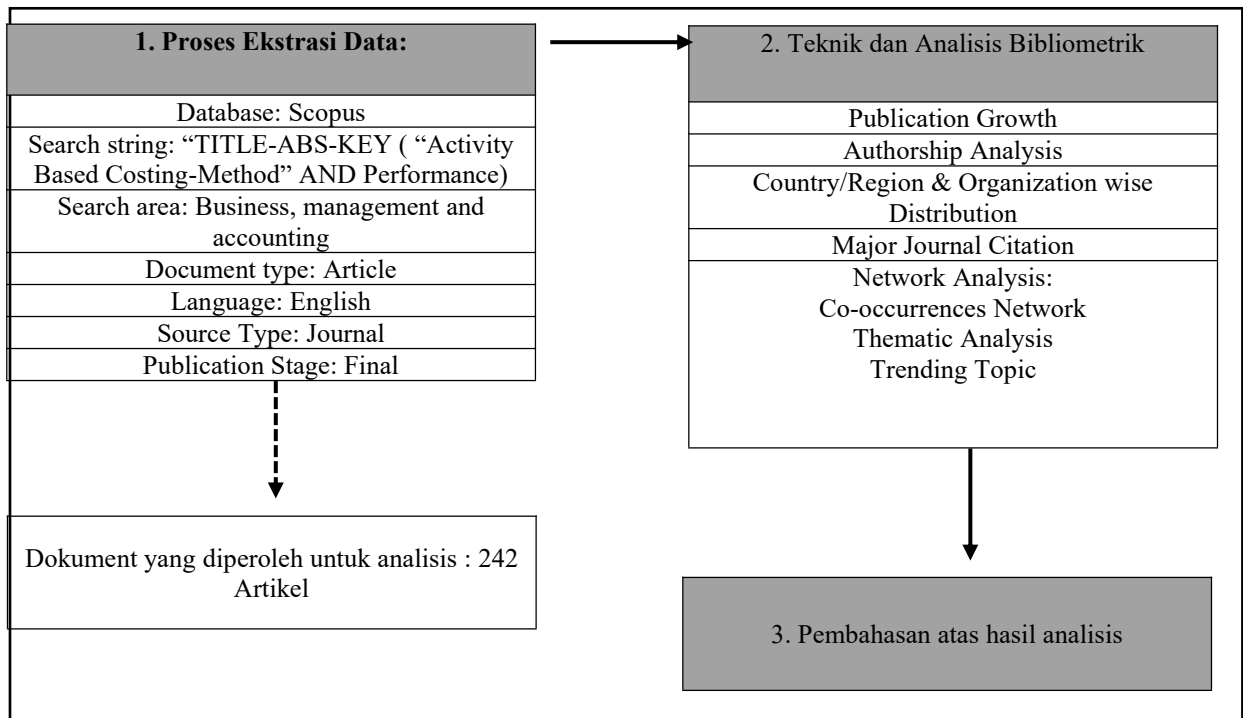 1. Proses Ekstrasi Data:
Database: Scopus
Search string: “TITLE-ABS-KEY ( “Activity
Based Costing-Method” AND Performance)
Search area: Business, management and
accounting
Document type: Article
Language: English
Source Type: Journal
Publication Stage: Final
Dokument yang diperoleh untuk analisis : 242
Artikel
2. Teknik dan Analisis Bibliometrik
Publication Growth
Authorship Analysis
Country/Region & Organization wise
Distribution
Major Journal Citation
Network Analysis:
Co-occurrences Network
Thematic Analysis
Trending Topic
3. Pembahasan atas hasil analisis